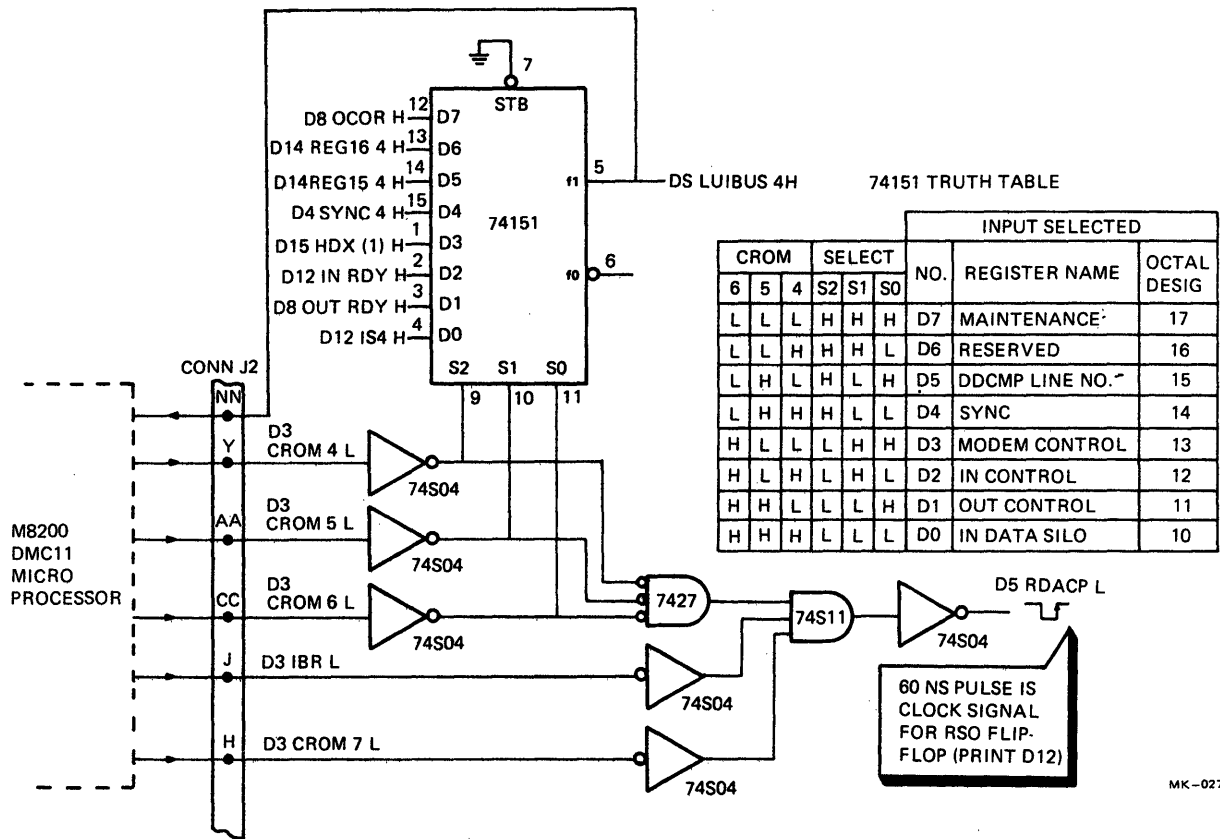 7
STB
D8 OCOR H 12 D7
D14 REG16 4 H 13 D6
D14REG15 4 H 14 D5
D4 SYNC 4 H 15 D4
D15 HDX (1) H 1 D3
D12 IN RDY H 2 D2
D8 OUT RDY H 3 D1
D12 IS4 H 4 D0
74151
f1 5
DS LUIBUS 4H
f0 6
S2 S1 S0
9 10 11
74151 TRUTH TABLE
INPUT SELECTED
CROM SELECT NO. REGISTER NAME OCTAL DESIG
6 5 4 S2 S1 S0
L L L H H H D7 MAINTENANCE 17
L L H H H L D6 RESERVED 16
L H L H L H D5 DDCMP LINE NO. 15
L H H H L L D4 SYNC 14
H L L L H H D3 MODEM CONTROL 13
H L H L H L D2 IN CONTROL 12
H H L L L H D1 OUT CONTROL 11
H H H L L L D0 IN DATA SILO 10
CONN J2
NN
Y
D3
CROM 4 L
74S04
AA
D3
CROM 5 L
74S04
CC
D3
CROM 6 L
74S04
J
D3 IBR L
74S04
H
D3 CROM 7 L
74S04
M8200
DMC11
MICRO
PROCESSOR
7427
74S11
74S04
D5 RDACP L
60 NS PULSE IS
CLOCK SIGNAL
FOR RSO FLIP-
FLOP (PRINT D12)
MK-027